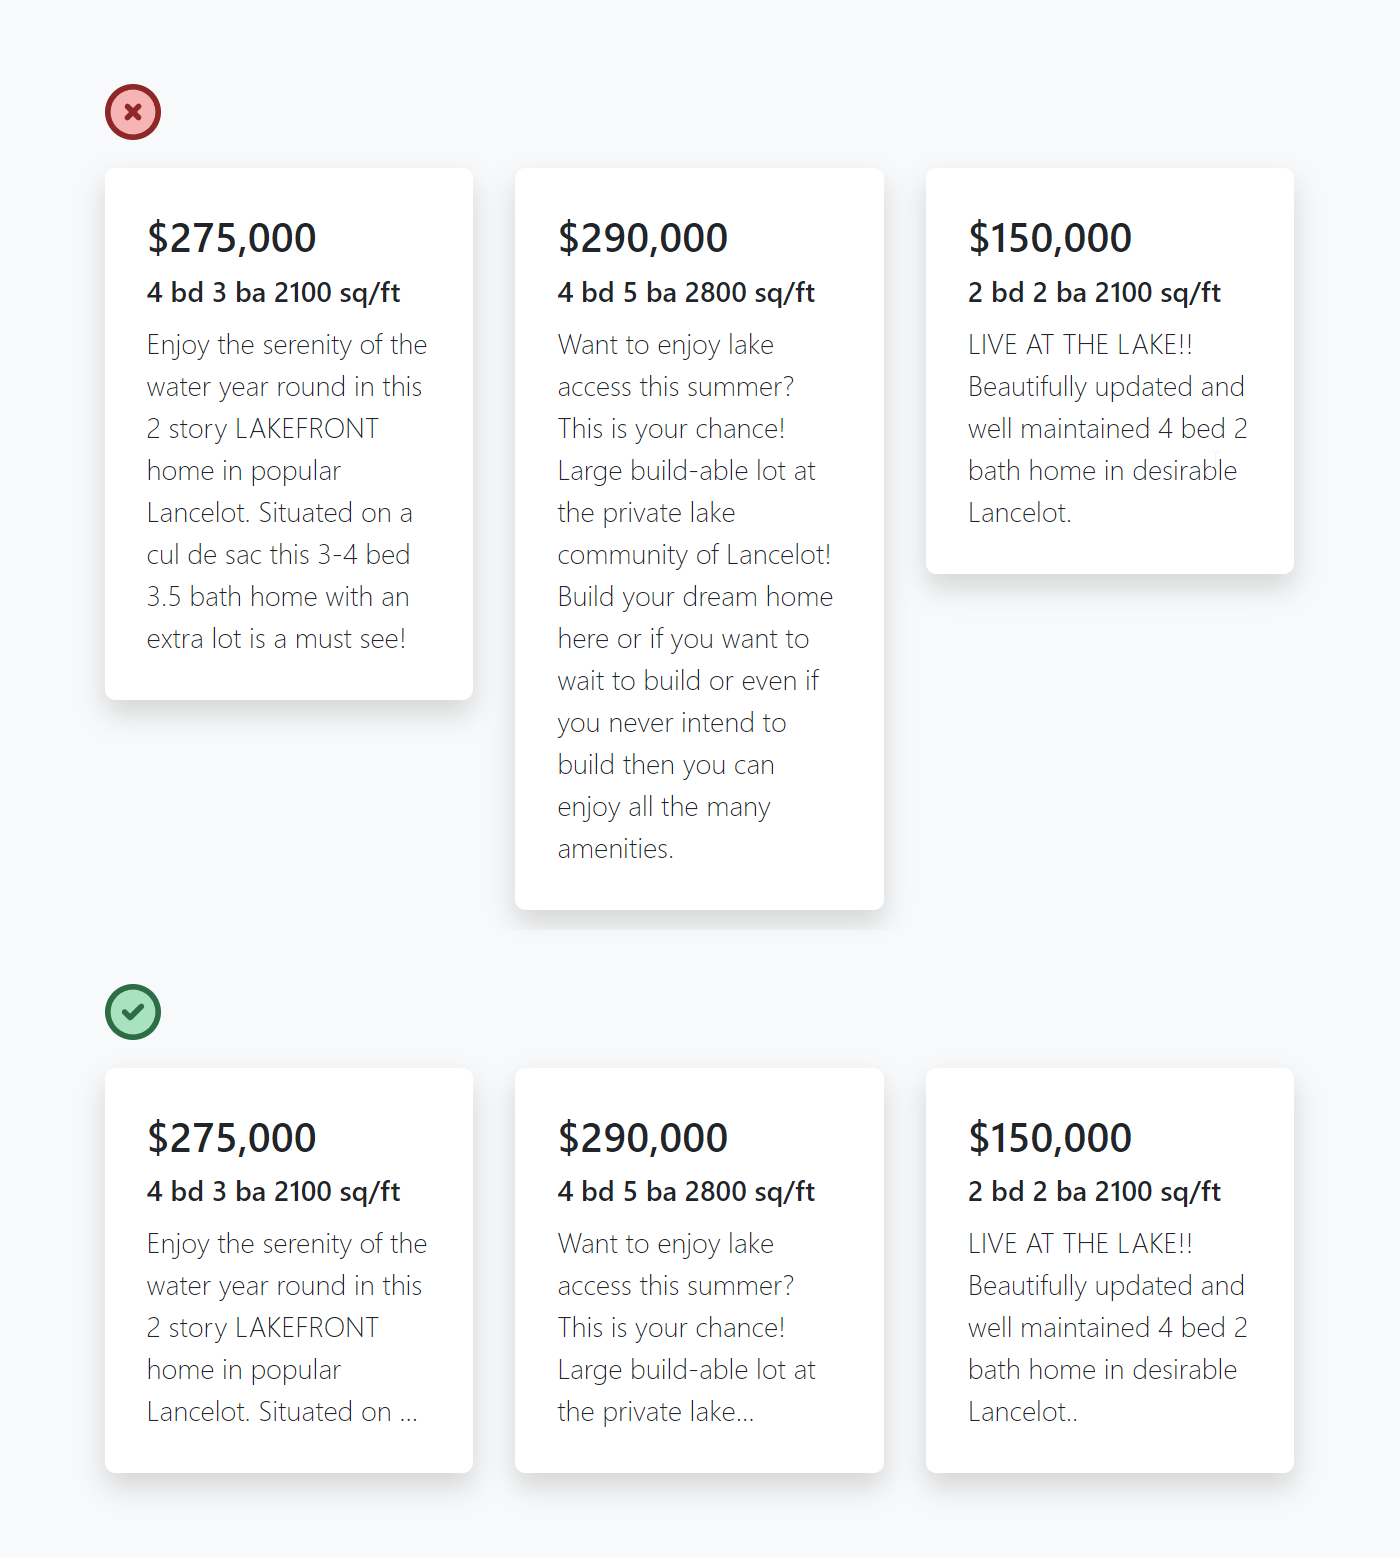 $275,000
4 bd 3 ba 2100 sq/ft
Enjoy the serenity of the
water year round in this
2 story LAKEFRONT
home in popular
Lancelot. Situated on a
cul de sac this 3-4 bed
3.5 bath home with an
extra lot is a must see!
$290,000
4 bd 5 ba 2800 sq/ft
Want to enjoy lake
access this summer?
This is your chance!
Large build-able lot at
the private lake
community of Lancelot!
Build your dream home
here or if you want to
wait to build or even if
you never intend to
build then you can
enjoy all the many
amenities.
$150,000
2 bd 2 ba 2100 sq/ft
LIVE AT THE LAKE!!
Beautifully updated and
well maintained 4 bed 2
bath home in desirable
Lancelot.
$275,000
4 bd 3 ba 2100 sq/ft
Enjoy the serenity of the
water year round in this
2 story LAKEFRONT
home in popular
Lancelot. Situated on ...
$290,000
4 bd 5 ba 2800 sq/ft
Want to enjoy lake
access this summer?
This is your chance!
Large build-able lot at
the private lake...
$150,000
2 bd 2 ba 2100 sq/ft
LIVE AT THE LAKE!!
Beautifully updated and
well maintained 4 bed 2
bath home in desirable
Lancelot..